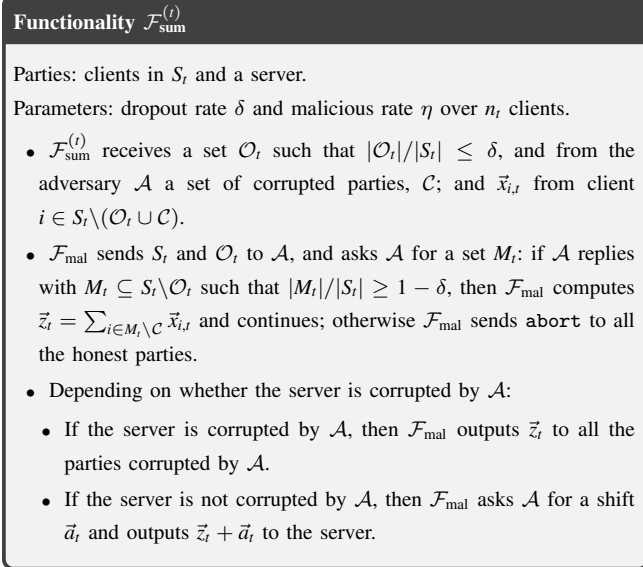 Functionality $\mathcal{F}_{\text{sum}}^{(t)}$
Parties: clients in $S_t$ and a server.
Parameters: dropout rate $\delta$ and malicious rate $\eta$ over $n_t$ clients.
• $\mathcal{F}_{\text{sum}}^{(t)}$ receives a set $\mathcal{O}_t$ such that $|\mathcal{O}_t|/|S_t| \leq \delta$, and from the
adversary $\mathcal{A}$ a set of corrupted parties, $\mathcal{C}$; and $\vec{x}_{i,t}$ from client
$i \in S_t \backslash (\mathcal{O}_t \cup \mathcal{C})$.
• $\mathcal{F}_{\text{mal}}$ sends $S_t$ and $\mathcal{O}_t$ to $\mathcal{A}$, and asks $\mathcal{A}$ for a set $M_t$: if $\mathcal{A}$ replies
with $M_t \subseteq S_t \backslash \mathcal{O}_t$ such that $|M_t|/|S_t| \geq 1 - \delta$, then $\mathcal{F}_{\text{mal}}$ computes
$\vec{z}_t = \sum_{i \in M_t \backslash \mathcal{C}} \vec{x}_{i,t}$ and continues; otherwise $\mathcal{F}_{\text{mal}}$ sends abort to all
the honest parties.
• Depending on whether the server is corrupted by $\mathcal{A}$:
• If the server is corrupted by $\mathcal{A}$, then $\mathcal{F}_{\text{mal}}$ outputs $\vec{z}_t$ to all the
parties corrupted by $\mathcal{A}$.
• If the server is not corrupted by $\mathcal{A}$, then $\mathcal{F}_{\text{mal}}$ asks $\mathcal{A}$ for a shift
$\vec{a}_t$ and outputs $\vec{z}_t + \vec{a}_t$ to the server.